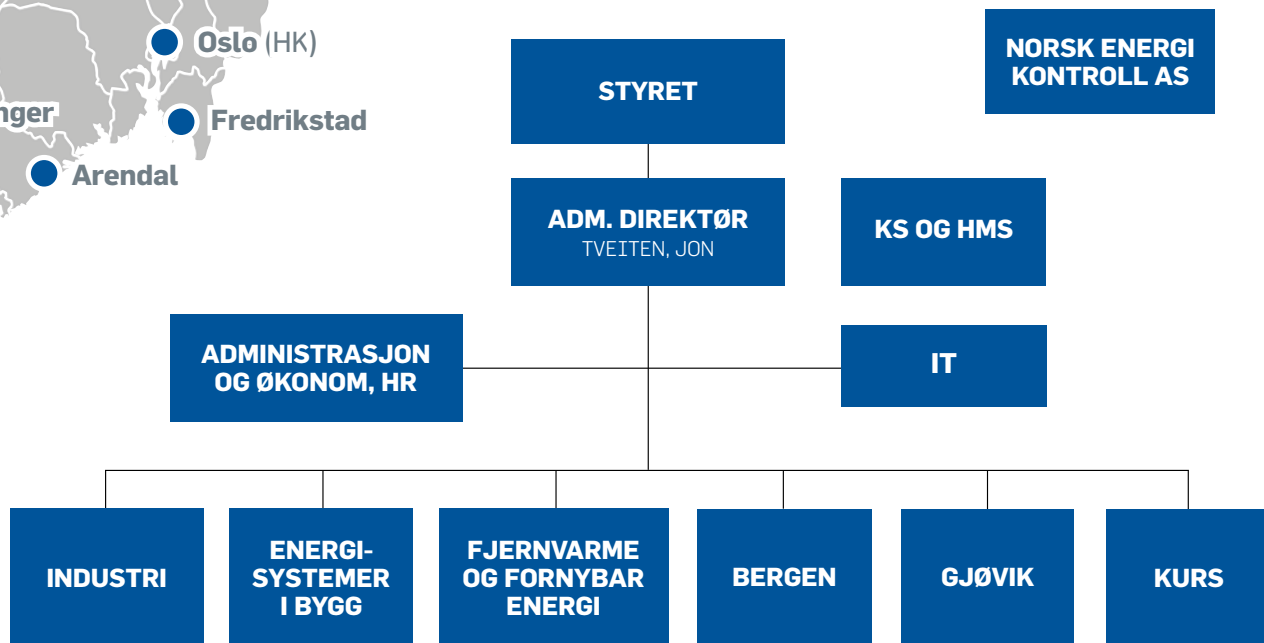 Oslo (HK)
Fredrikstad
Arendal
NORSK ENERGI
KONTROLL AS
STYRET
ADM. DIREKTØR
TVEITEN, JON
KS OG HMS
ADMINISTRASJON
OG ØKONOM, HR
IT
INDUSTRI
ENERGI-
SYSTEMER
I BYGG
FJERNVARME
OG FORNYBAR
ENERGI
BERGEN
GJØVIK
KURS